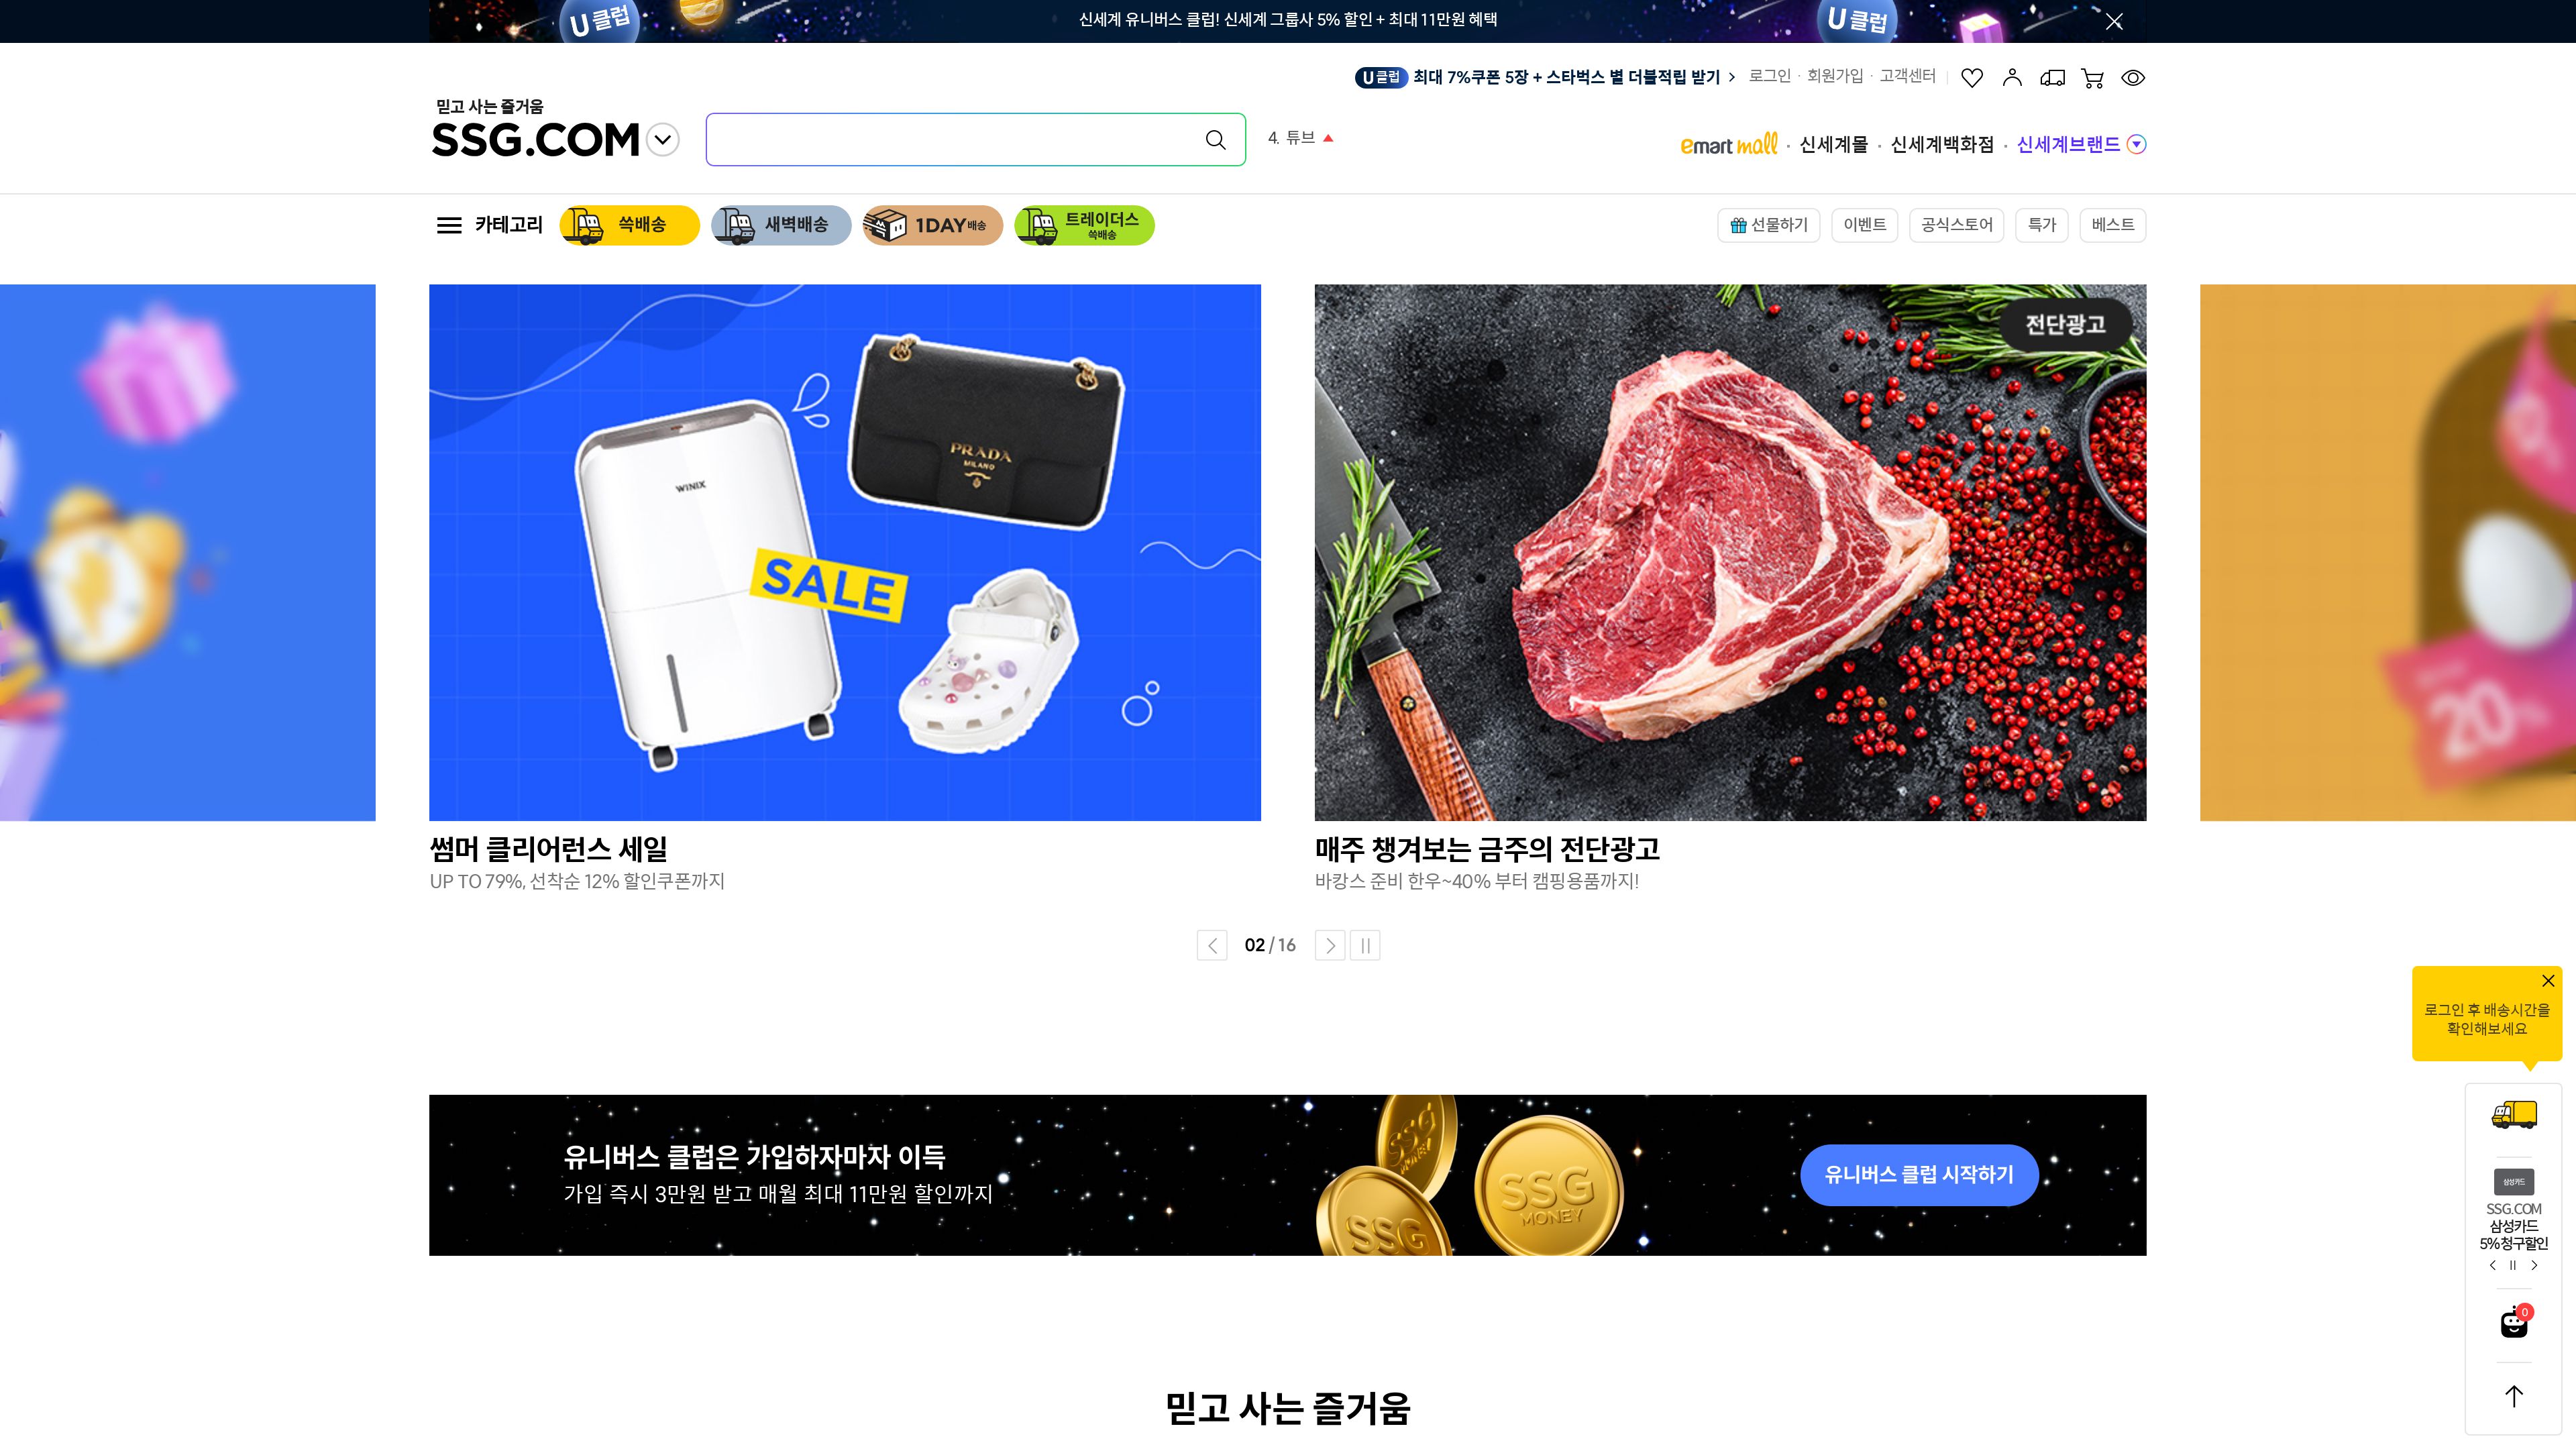 U 클럽
신세계 유니버스 클럽! 신세계 그룹사 5% 할인 + 최대 11만원 혜택
U 클럽
U 클럽 최대 7%쿠폰 5장 + 스타벅스 별 더블적립 받기
로그인 · 회원가입 · 고객센터
믿고 사는 즐거움
SSG.COM
4. 튜브
emart mall · 신세계몰 · 신세계백화점 · 신세계브랜드
카테고리
쓱배송
새벽배송
1DAY 배송
트레이더스
쓱배송
선물하기
이벤트
공식스토어
특가
베스트
WINIX
PRADA
MILANO
SALE
전단광고
20%
썸머 클리어런스 세일
UP TO 79%, 선착순 12% 할인쿠폰까지
매주 챙겨보는 금주의 전단광고
바캉스 준비 한우~40% 부터 캠핑용품까지!
02 / 16
로그인 후 배송시간을
확인해보세요
유니버스 클럽은 가입하자마자 이득
가입 즉시 3만원 받고 매월 최대 11만원 할인까지
SSG
MONEY
SSG
SSG
MONEY
유니버스 클럽 시작하기
삼성카드
SSG.COM
삼성카드
5%청구할인
0
믿고 사는 즐거움